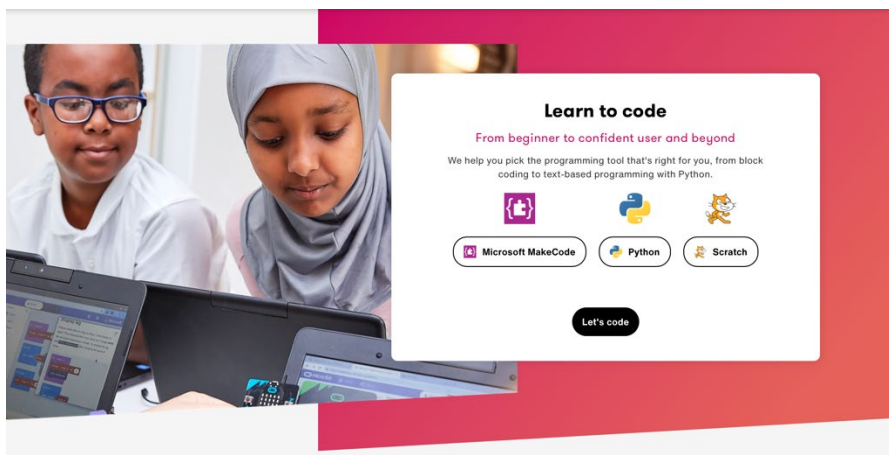 Learn to code
From beginner to confident user and beyond
We help you pick the programming tool that's right for you, from block
coding to text-based programming with Python.
Microsoft MakeCode
Python
Scratch
Let's code